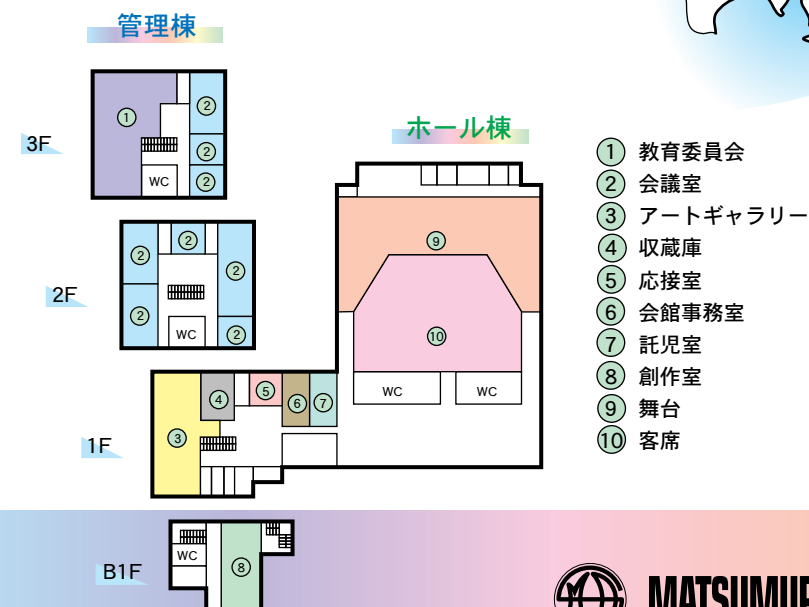 管理棟
①
②
3F
②
WC
②
ホール棟
① 教育委員会
② 会議室
③ アートギャラリー
④ 収蔵庫
⑤ 応接室
⑥ 会館事務室
⑦ 託児室
⑧ 創作室
⑨ 舞台
⑩ 客席
②
②
②
2F
②
WC
②
⑨
⑩
WC
WC
④
⑤
⑥
⑦
③
1F
WC
⑧
B1F